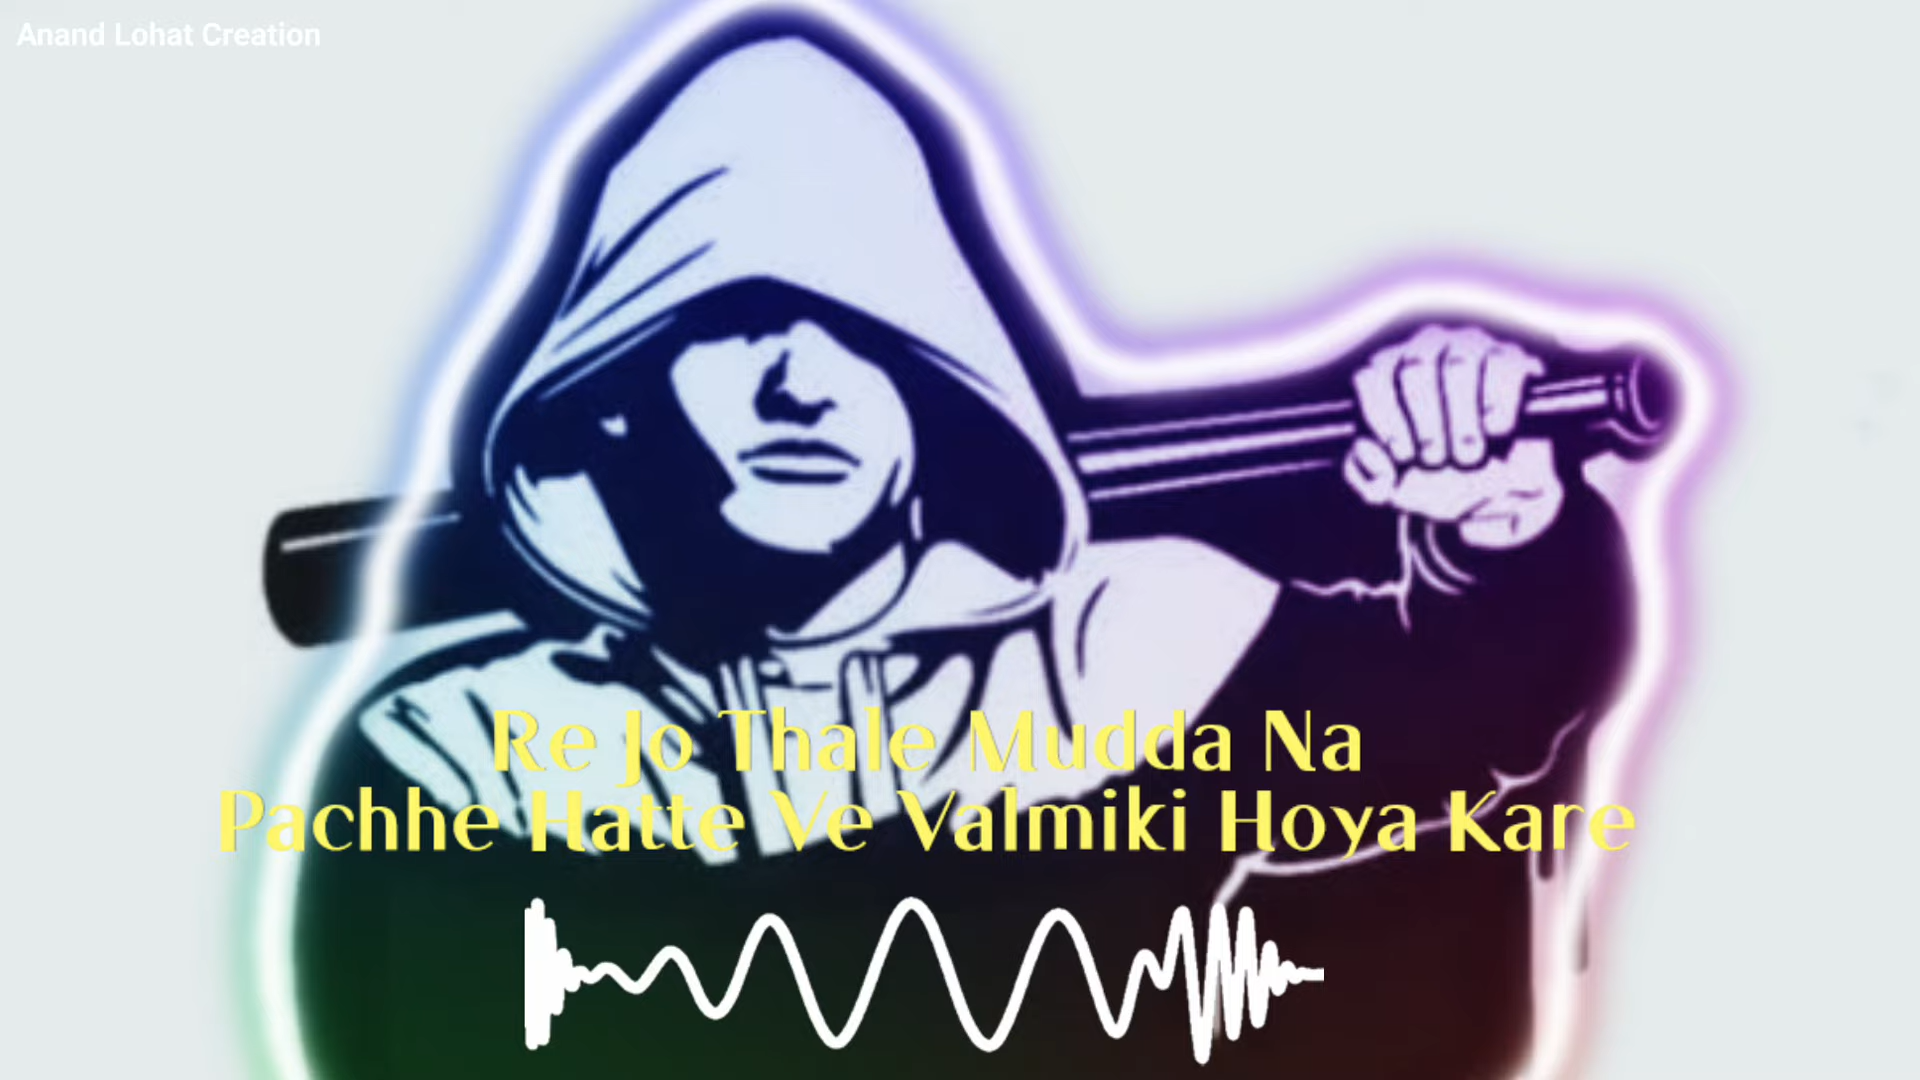 Anand Lohat Creation
Re Jo Thale Mudda Na
Pachhe Hatte Ve Valmiki Hoya Kare